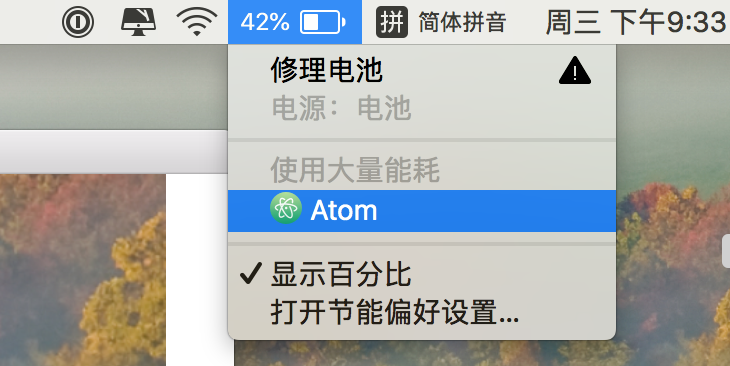 42% 拼 简体拼音 周三 下午9:33
修理电池
电源：电池
使用大量能耗
Atom
显示百分比
打开节能偏好设置...